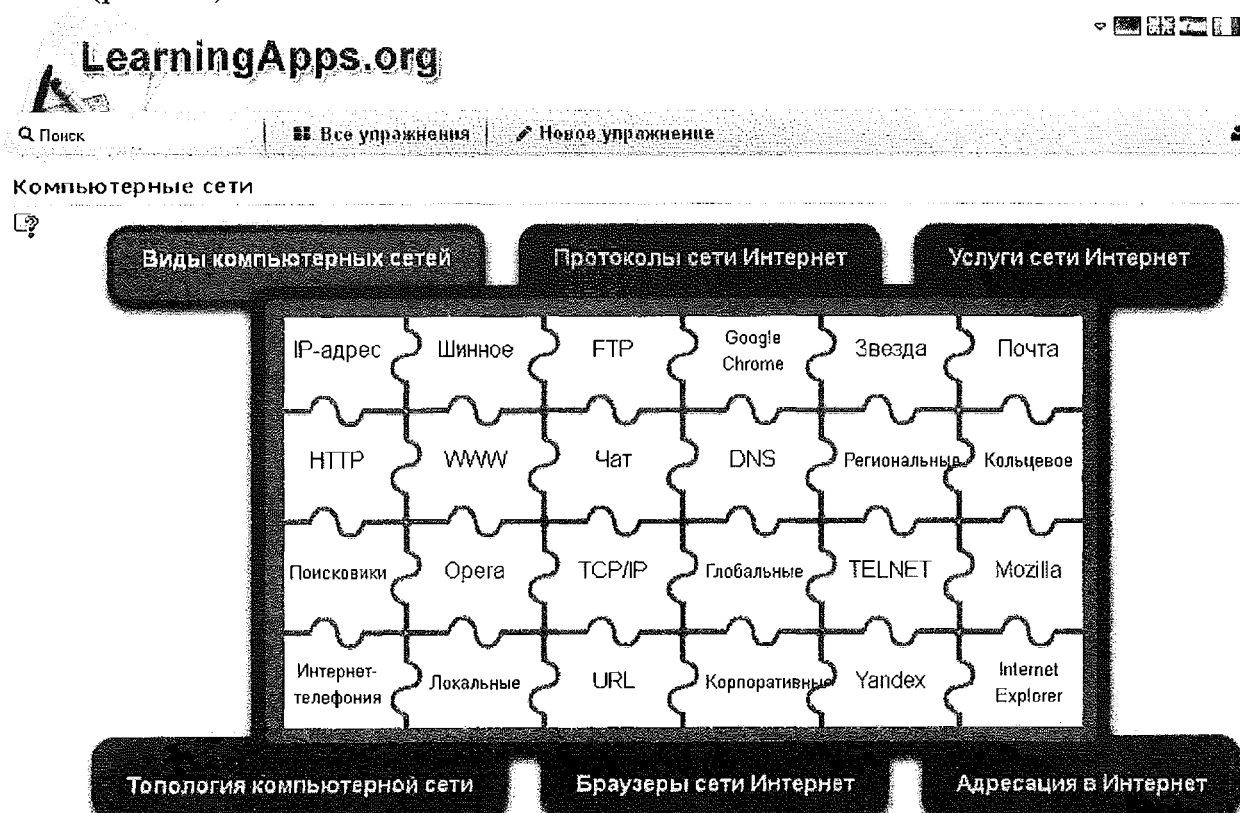 LearningApps.org
Поиск
Все упражнения
Новое упражнение
Компьютерные сети
Виды компьютерных сетей
Протоколы сети Интернет
Услуги сети Интернет
IP-адрес
Шинное
FTP
Google
Chrome
Звезда
Почта
HTTP
WWW
Чат
DNS
Региональные
Кольцевое
Поисковики
Opera
TCP/IP
Глобальные
TELNET
Mozilla
Интернет-
телефония
Локальные
URL
Корпоративные
Yandex
Internet
Explorer
Топология компьютерной сети
Браузеры сети Интернет
Адресация в Интернет